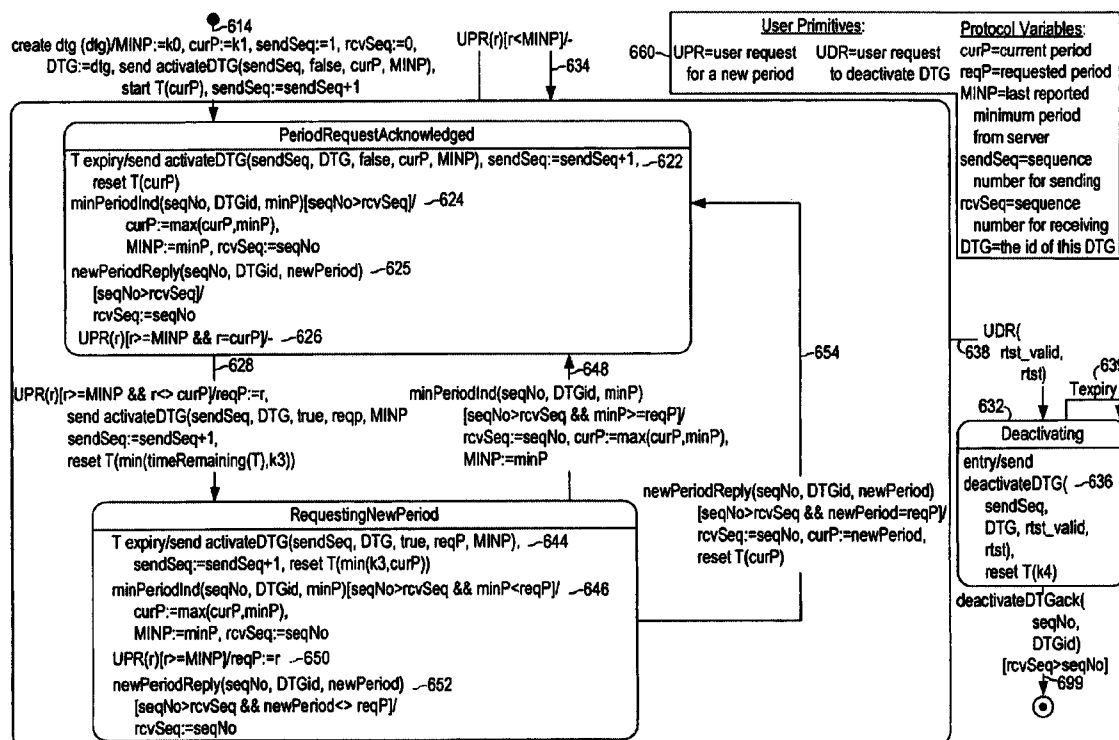 614
create dtg (dtg)/MINP:=k0, curP:=k1, sendSeq:=1, rcvSeq:=0,
DTG:=dtg, send activateDTG(sendSeq, false, curP, MINP),
start T(curP), sendSeq:=sendSeq+1
UPR(r)[r<MINP]/-
634
User Primitives:
660
UPR=user request
for a new period
UDR=user request
to deactivate DTG
Protocol Variables:
curP=current period
reqP=requested period
MINP=last reported
minimum period
from server
sendSeq=sequence
number for sending
rcvSeq=sequence
number for receiving
DTG=the id of this DTG
PeriodRequestAcknowledged
T expiry/send activateDTG(sendSeq, DTG, false, curP, MINP), sendSeq:=sendSeq+1, 622
reset T(curP)
minPeriodInd(seqNo, DTGid, minP)[seqNo>rcvSeq]/ 624
curP:=max(curP,minP),
MINP:=minP, rcvSeq:=seqNo
newPeriodReply(seqNo, DTGid, newPeriod) 625
[seqNo>rcvSeq]/
rcvSeq:=seqNo
UPR(r)[r>=MINP && r=curP]/- 626
628
UPR(r)[r>=MINP && r<> curP]/reqP:=r,
send activateDTG(sendSeq, DTG, true, reqp, MINP
sendSeq:=sendSeq+1,
reset T(min(timeRemaining(T),k3))
648
minPeriodInd(seqNo, DTGid, minP)
[seqNo>rcvSeq && minP>=reqP]/
rcvSeq:=seqNo, curP:=max(curP,minP),
MINP:=minP
654
newPeriodReply(seqNo, DTGid, newPeriod)
[seqNo>rcvSeq && newPeriod=reqP]/
rcvSeq:=seqNo, curP:=newPeriod,
reset T(curP)
RequestingNewPeriod
T expiry/send activateDTG(sendSeq, DTG, true, reqP, MINP), 644
sendSeq:=sendSeq+1, reset T(min(k3,curP))
minPeriodInd(seqNo, DTGid, minP)[seqNo>rcvSeq && minP<reqP]/ 646
curP:=max(curP,minP),
MINP:=minP, rcvSeq:=seqNo
UPR(r)[r>=MINP]/reqP:=r 650
newPeriodReply(seqNo, DTGid, newPeriod) 652
[seqNo>rcvSeq && newPeriod<> reqP]/
rcvSeq:=seqNo
UDR(
638
rtst_valid,
rtst)
639
Texpiry
632
Deactivating
entry/send
deactivateDTG( 636
sendSeq,
DTG, rtst_valid,
rtst),
reset T(k4)
deactivateDTGack(
seqNo,
DTGid)
[rcvSeq>seqNo]
699